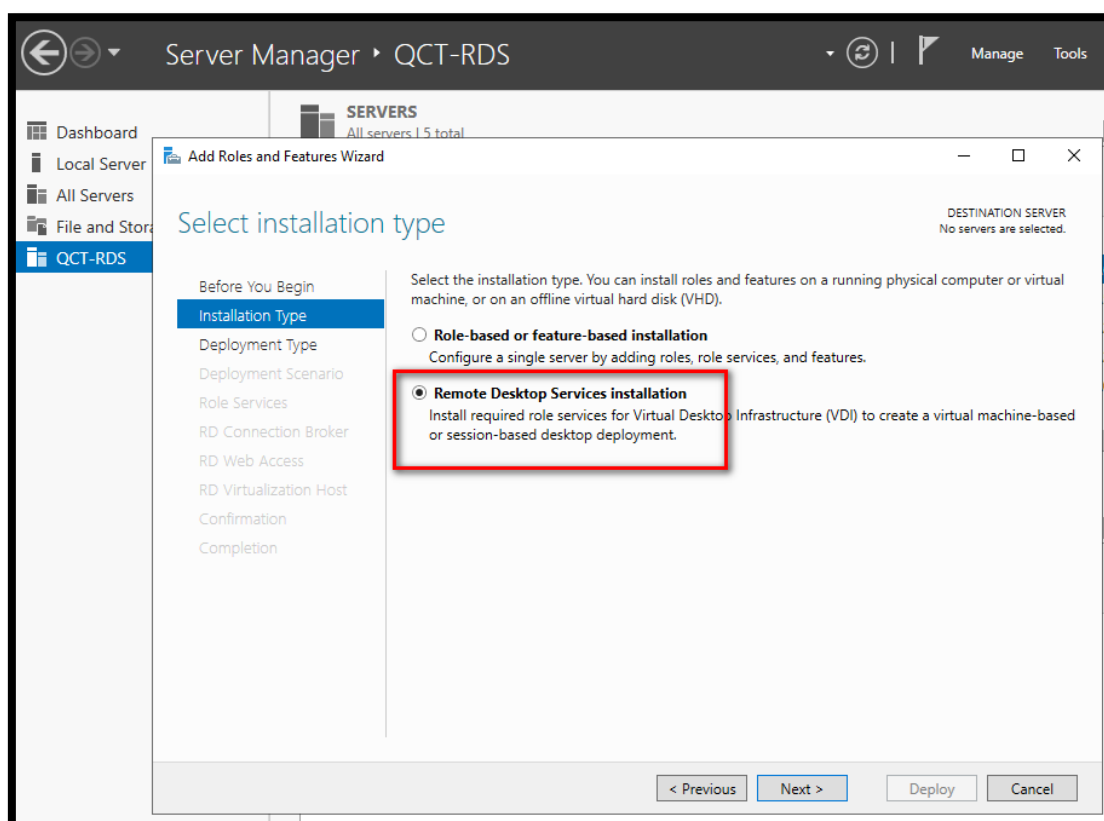 Server Manager ‣ QCT-RDS
Manage Tools
Dashboard
Local Server
All Servers
File and Stora
QCT-RDS
SERVERS
All servers | 5 total
Add Roles and Features Wizard
Select installation type
DESTINATION SERVER
No servers are selected.
Before You Begin
Installation Type
Deployment Type
Deployment Scenario
Role Services
RD Connection Broker
RD Web Access
RD Virtualization Host
Confirmation
Completion
Select the installation type. You can install roles and features on a running physical computer or virtual
machine, or on an offline virtual hard disk (VHD).
Role-based or feature-based installation
Configure a single server by adding roles, role services, and features.
Remote Desktop Services installation
Install required role services for Virtual Desktop Infrastructure (VDI) to create a virtual machine-based
or session-based desktop deployment.
< Previous Next > Deploy Cancel